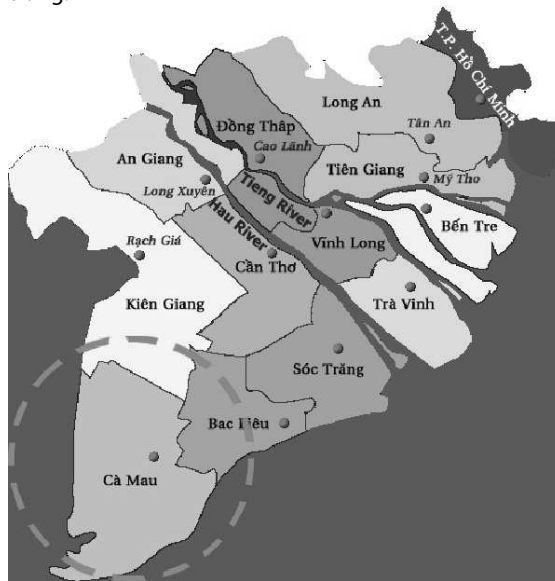 T.P. Hồ Chí Minh
Long An
Đồng Thâp
Tân An
Cao Lãnh
An Giang
Tiên Giang
Mỹ Tho
Long Xuyên
Tieng River
Hau River
Bến Tre
Vĩnh Long
Rạch Giá
Cần Thơ
Kiên Giang
Trà Vinh
Sóc Trăng
Bac Liêu
Cà Mau